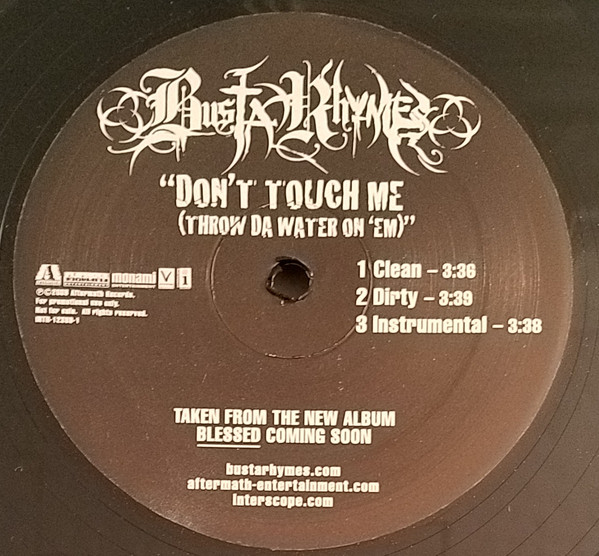 Busta Rhymes
"DON'T TOUCH ME
(THROW DA WATER ON 'EM)"
1 Clean – 3:36
2 Dirty – 3:39
3 Instrumental – 3:38
monami
For promotional use only.
Not for sale. All rights reserved.
TAKEN FROM THE NEW ALBUM
BLESSED COMING SOON
bustarhymes.com
aftermath-entertainment.com
interscope.com